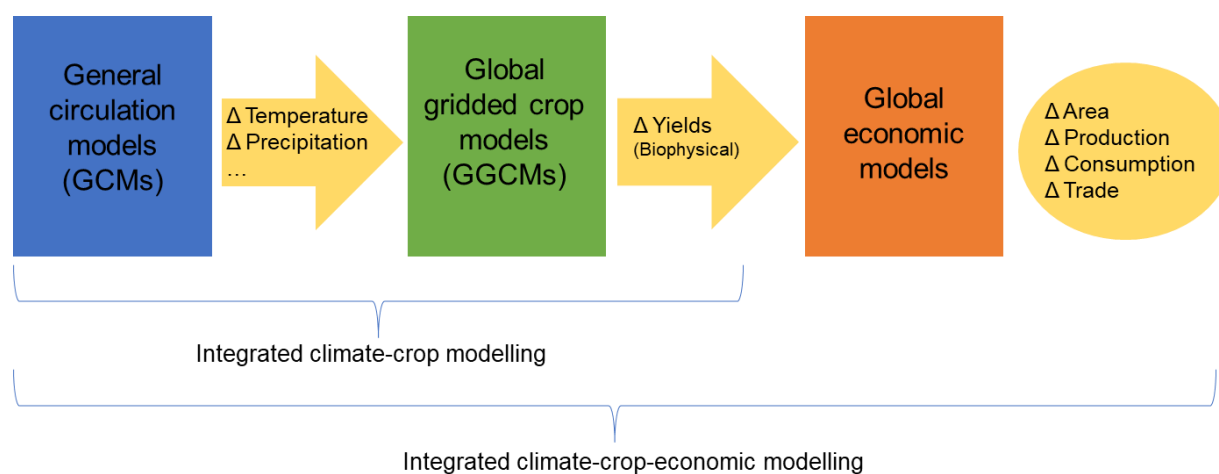 General
circulation
models
(GCMs)
Δ Temperature
Δ Precipitation
…
Global
gridded crop
models
(GGCMs)
Δ Yields
(Biophysical)
Global
economic
models
Δ Area
Δ Production
Δ Consumption
Δ Trade
Integrated climate-crop modelling
Integrated climate-crop-economic modelling